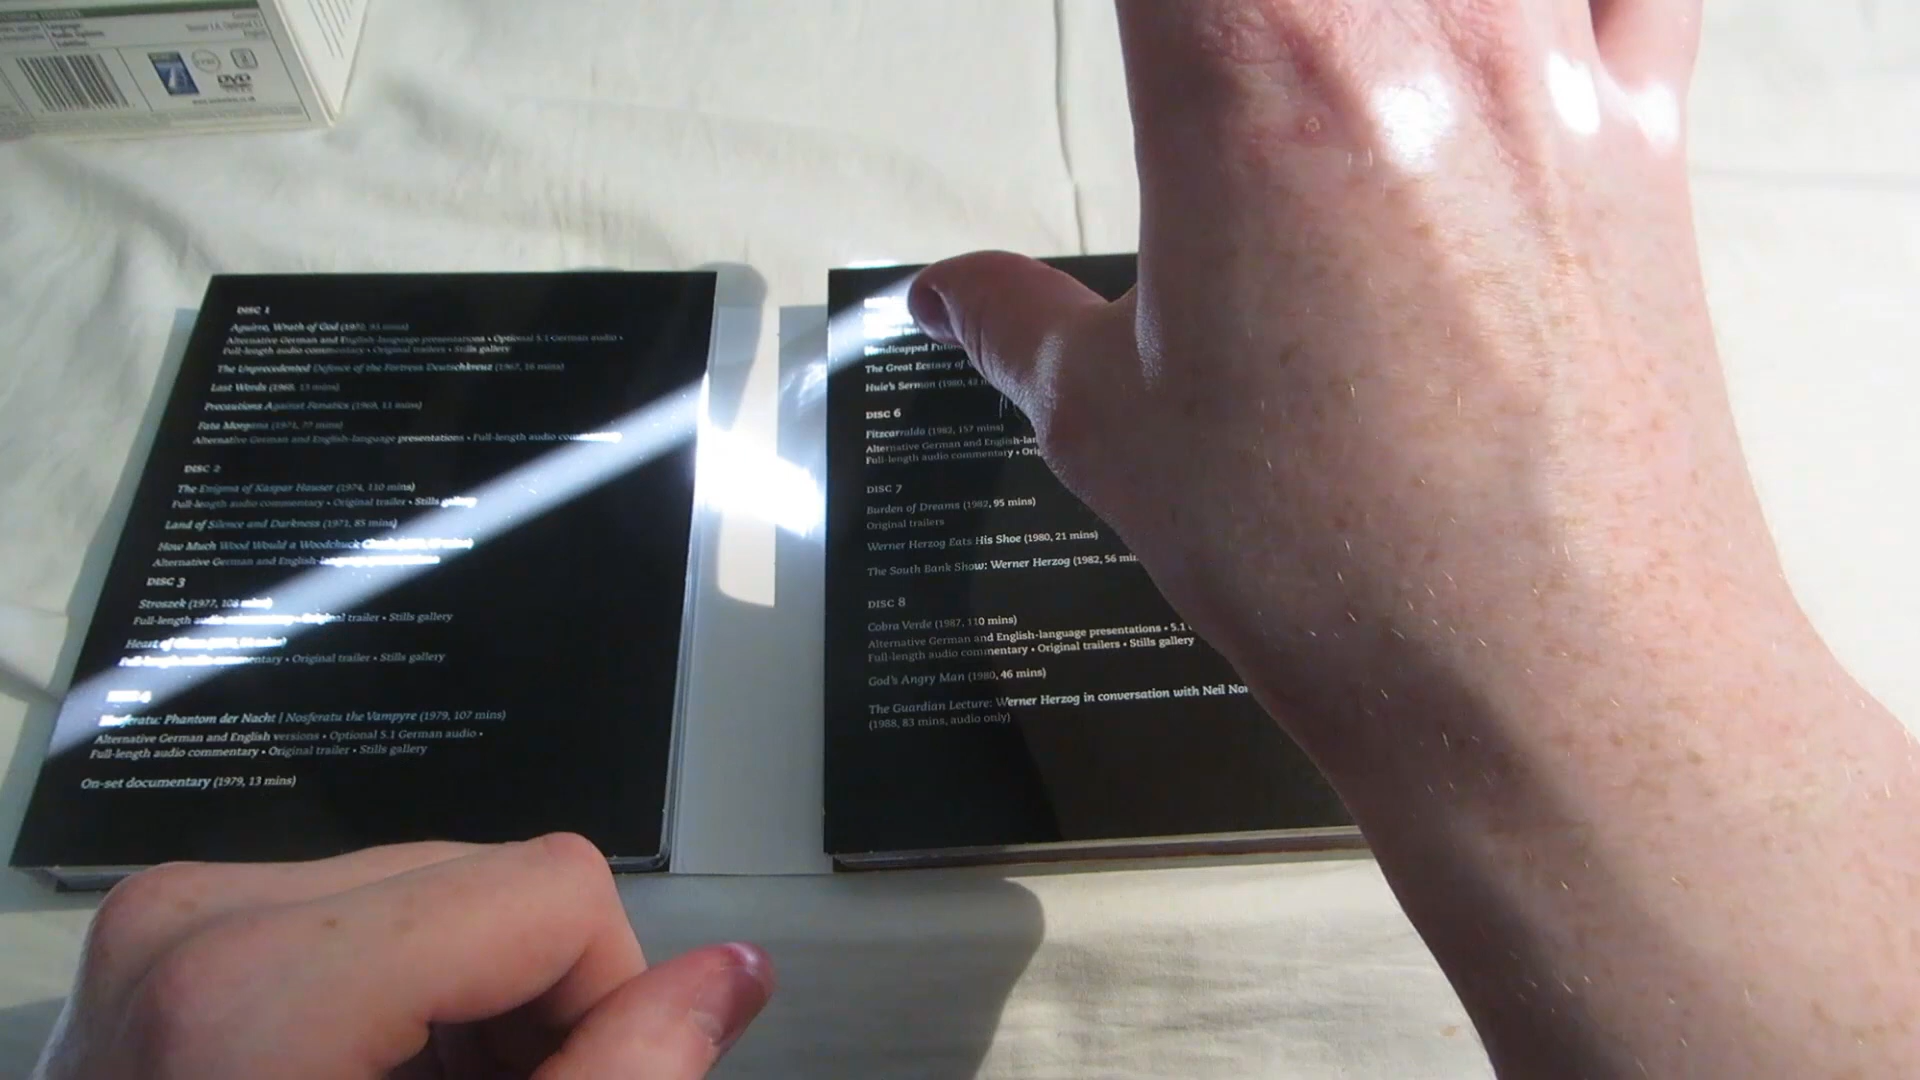 Language
DVD
DISC 1
Aguirre, Wrath of God (1972, 93 mins)
Alternative German and English-language presentations • Optional 5.1 German audio •
Full-length audio commentary • Original trailers • Stills gallery
The Unprecedented Defence of the Fortress Deutschkreuz (1967, 16 mins)
Last Words (1968, 13 mins)
Precautions Against Fanatics (1969, 11 mins)
Fata Morgana (1971, 77 mins)
Alternative German and English-language presentations • Full-length audio
DISC 2
The Enigma of Kaspar Hauser (1974, 110 mins)
Full-length audio commentary • Original trailer • Stills gallery
Land of Silence and Darkness (1971, 85 mins)
How Much Wood Would a Woodchuck
Alternative German and English-
DISC 3
Stroszek (1977, 108 mins)
Full-length trailer • Stills gallery
Heart of
• Original trailer • Stills gallery
Nosferatu: Phantom der Nacht | Nosferatu the Vampyre (1979, 107 mins)
Alternative German and English versions • Optional 5.1 German audio •
Full-length audio commentary • Original trailer • Stills gallery
On-set documentary (1979, 13 mins)
Handicapped
The Great Ecstasy of
Huie's Sermon (1980, 42
DISC 6
Fitzcarraldo (1982, 157 mins)
Alternative German and English-lan
Full-length audio commentary • Ori
DISC 7
Burden of Dreams (1982, 95 mins)
Original trailers
Werner Herzog Eats His Shoe (1980, 21 mins)
The South Bank Show: Werner Herzog (1982, 56 min
DISC 8
Cobra Verde (1987, 110 mins)
Alternative German and English-language presentations • 5.1
Full-length audio commentary • Original trailers • Stills gallery
God's Angry Man (1980, 46 mins)
The Guardian Lecture: Werner Herzog in conversation with Neil
(1988, 83 mins, audio only)